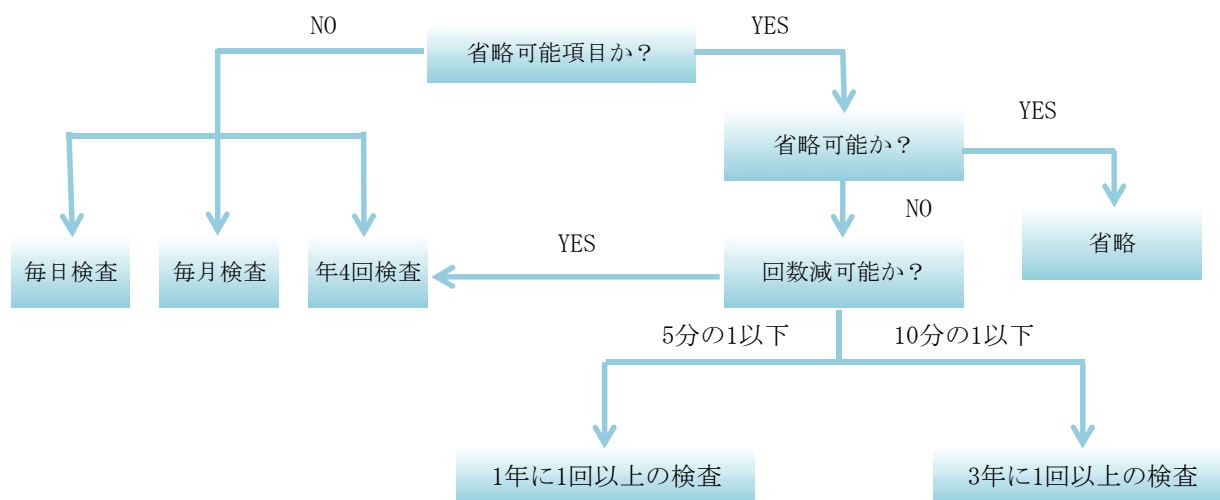 NO
省略可能項目か？
YES
省略可能か？
YES
NO
省略
毎日検査
毎月検査
年4回検査
YES
回数減可能か？
5分の1以下
10分の1以下
1年に1回以上の検査
3年に1回以上の検査